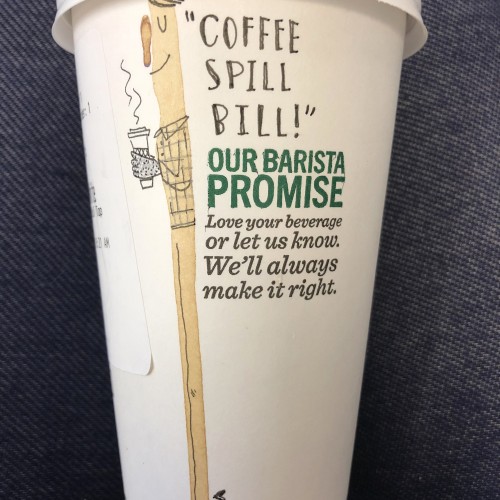 "COFFEE
SPILL
BILL!"
OUR BARISTA
PROMISE
Love your beverage
or let us know.
We'll always
make it right.